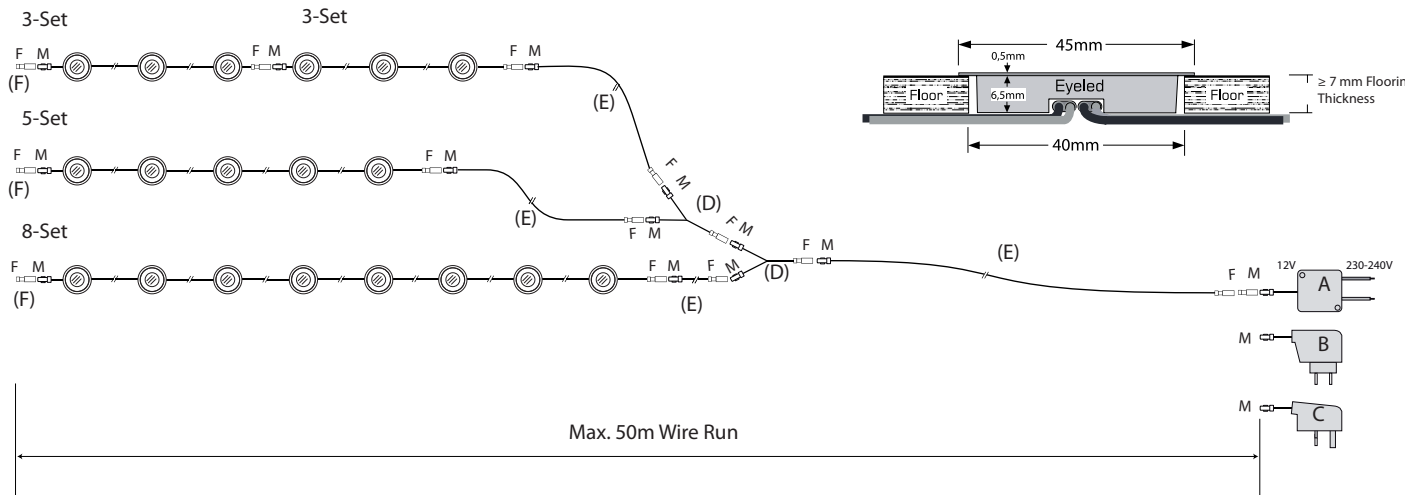 3-Set
3-Set
F M
F M
F M
(F)
(E)
45mm
0,5mm
6,5mm
Eyeled
Floor
Floor
≥ 7 mm Floorin
Thickness
40mm
5-Set
F M
F M
(F)
(E)
F M
F M
(D)
F M
8-Set
F M
F M
F M
(F)
(E)
(D)
F M
(E)
F M
12V
230-240V
A
M
B
M
C
Max. 50m Wire Run